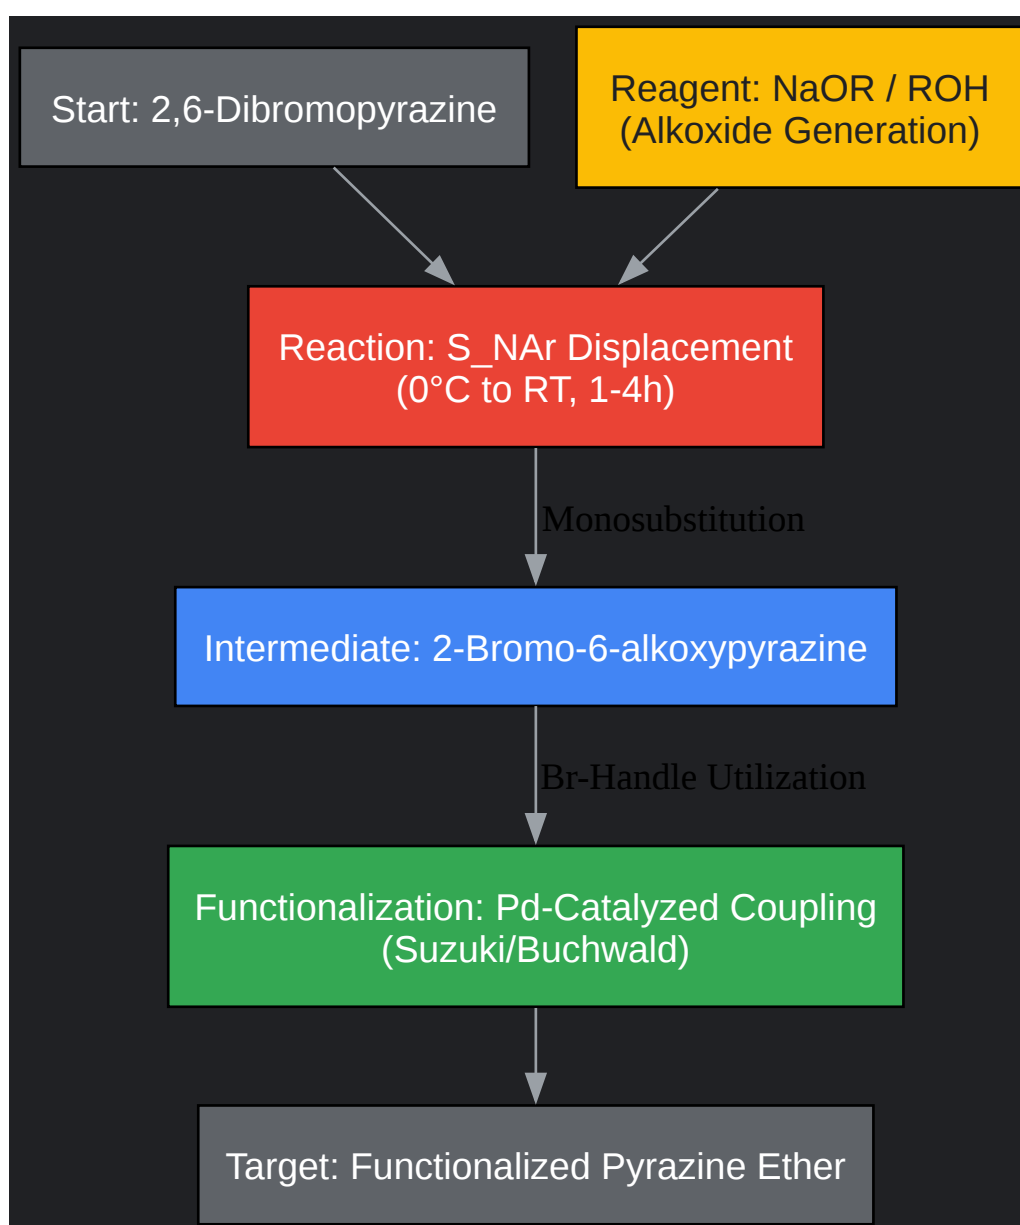 Start: 2,6-Dibromopyrazine
Reagent: NaOR / ROH
(Alkoxide Generation)
Reaction: S_NAr Displacement
(0°C to RT, 1-4h)
Monosubstitution
Intermediate: 2-Bromo-6-alkoxypyrazine
Br-Handle Utilization
Functionalization: Pd-Catalyzed Coupling
(Suzuki/Buchwald)
Target: Functionalized Pyrazine Ether